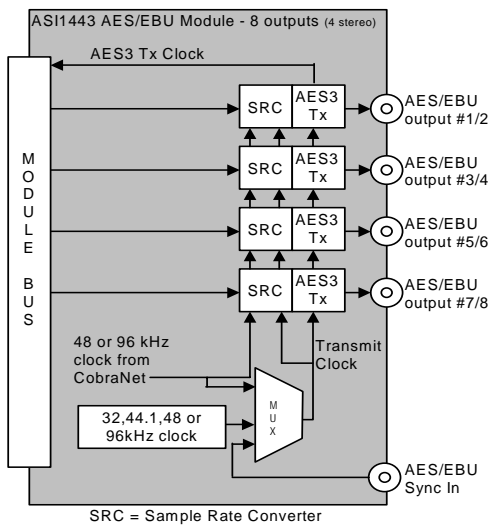 ASI1443 AES/EBU Module - 8 outputs (4 stereo)
AES3 Tx Clock
MODULE BUS
SRC
AES3
Tx
AES/EBU
output #1/2
SRC
AES3
Tx
AES/EBU
output #3/4
SRC
AES3
Tx
AES/EBU
output #5/6
SRC
AES3
Tx
AES/EBU
output #7/8
48 or 96 kHz
clock from
CobraNet
Transmit
Clock
MUX
32,44.1,48 or
96kHz clock
AES/EBU
Sync In
SRC = Sample Rate Converter